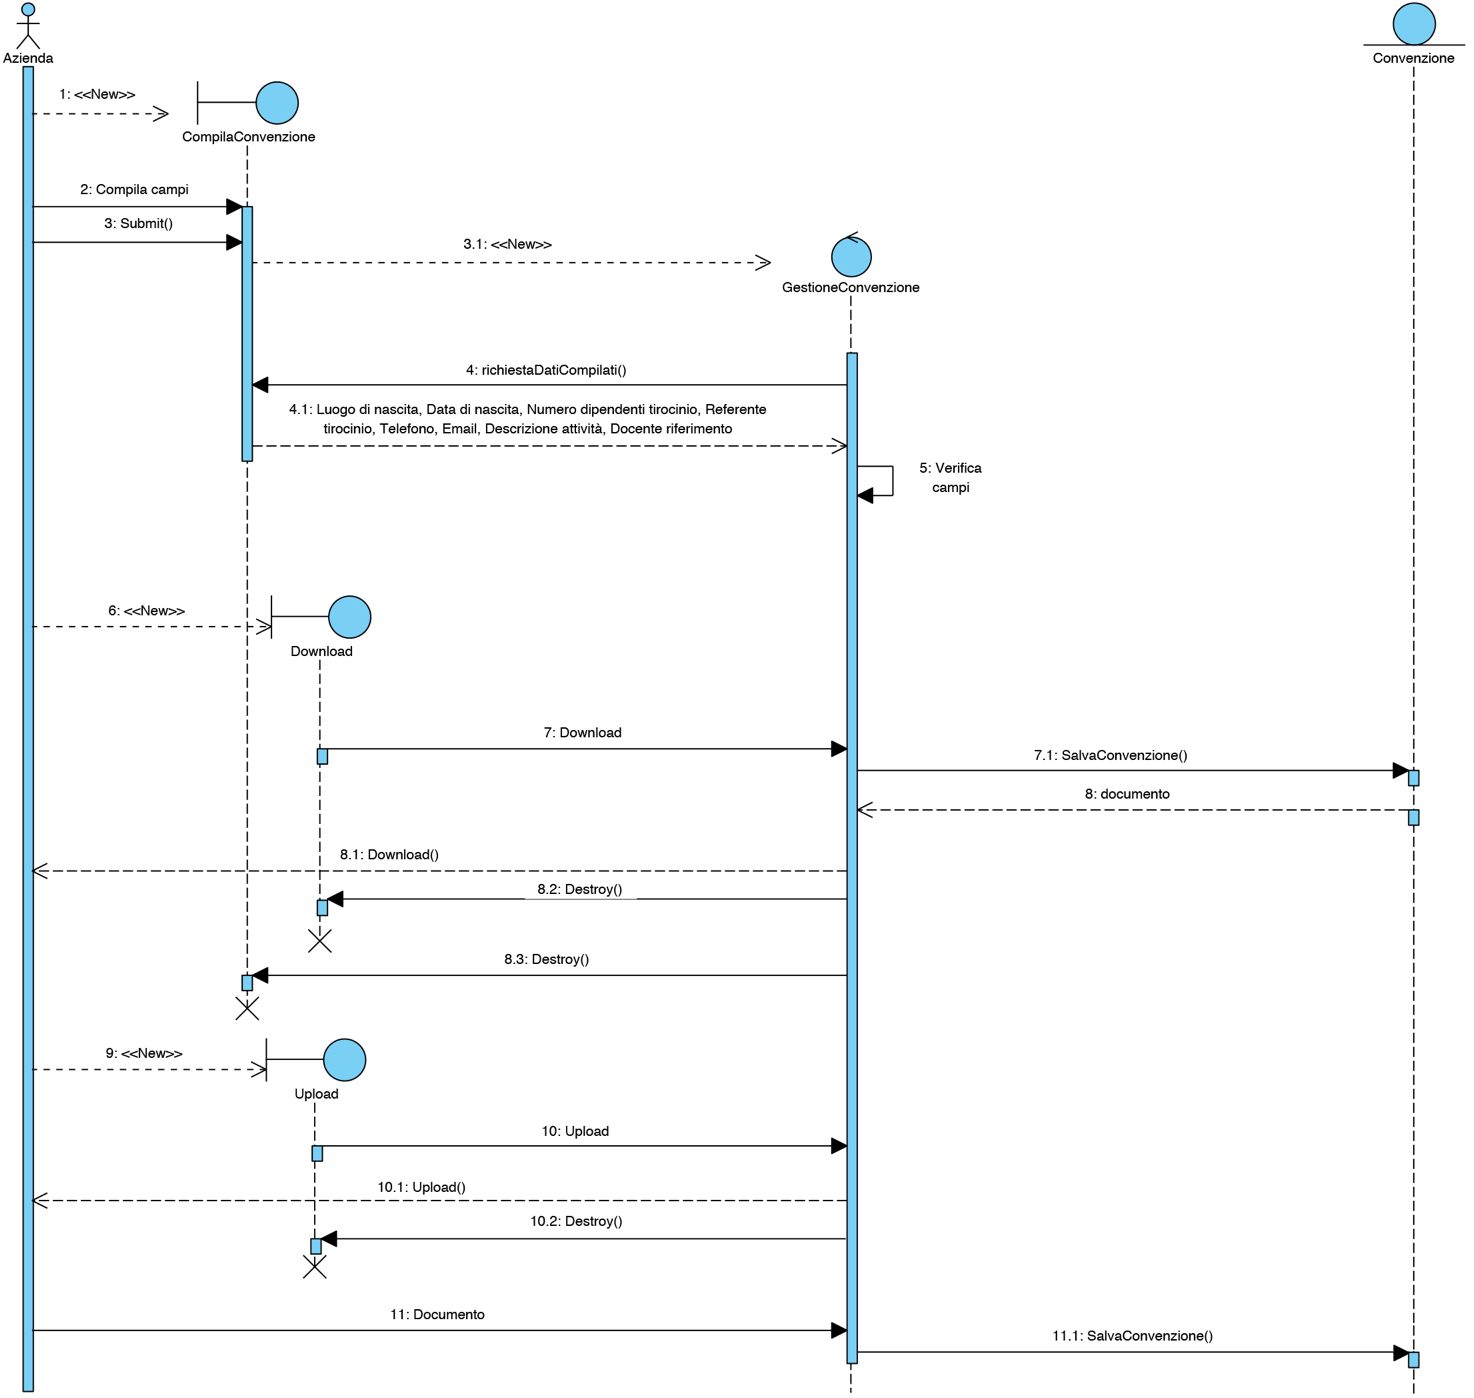 Azienda
Convenzione
1: <<New>>
CompilaConvenzione
2: Compila campi
3: Submit()
3.1: <<New>>
GestioneConvenzione
4: richiestaDatiCompilati()
4.1: Luogo di nascita, Data di nascita, Numero dipendenti tirocinio, Referente
tirocinio, Telefono, Email, Descrizione attività, Docente riferimento
5: Verifica
campi
6: <<New>>
Download
7: Download
7.1: SalvaConvenzione()
8: documento
8.1: Download()
8.2: Destroy()
8.3: Destroy()
9: <<New>>
Upload
10: Upload
10.1: Upload()
10.2: Destroy()
11: Documento
11.1: SalvaConvenzione()